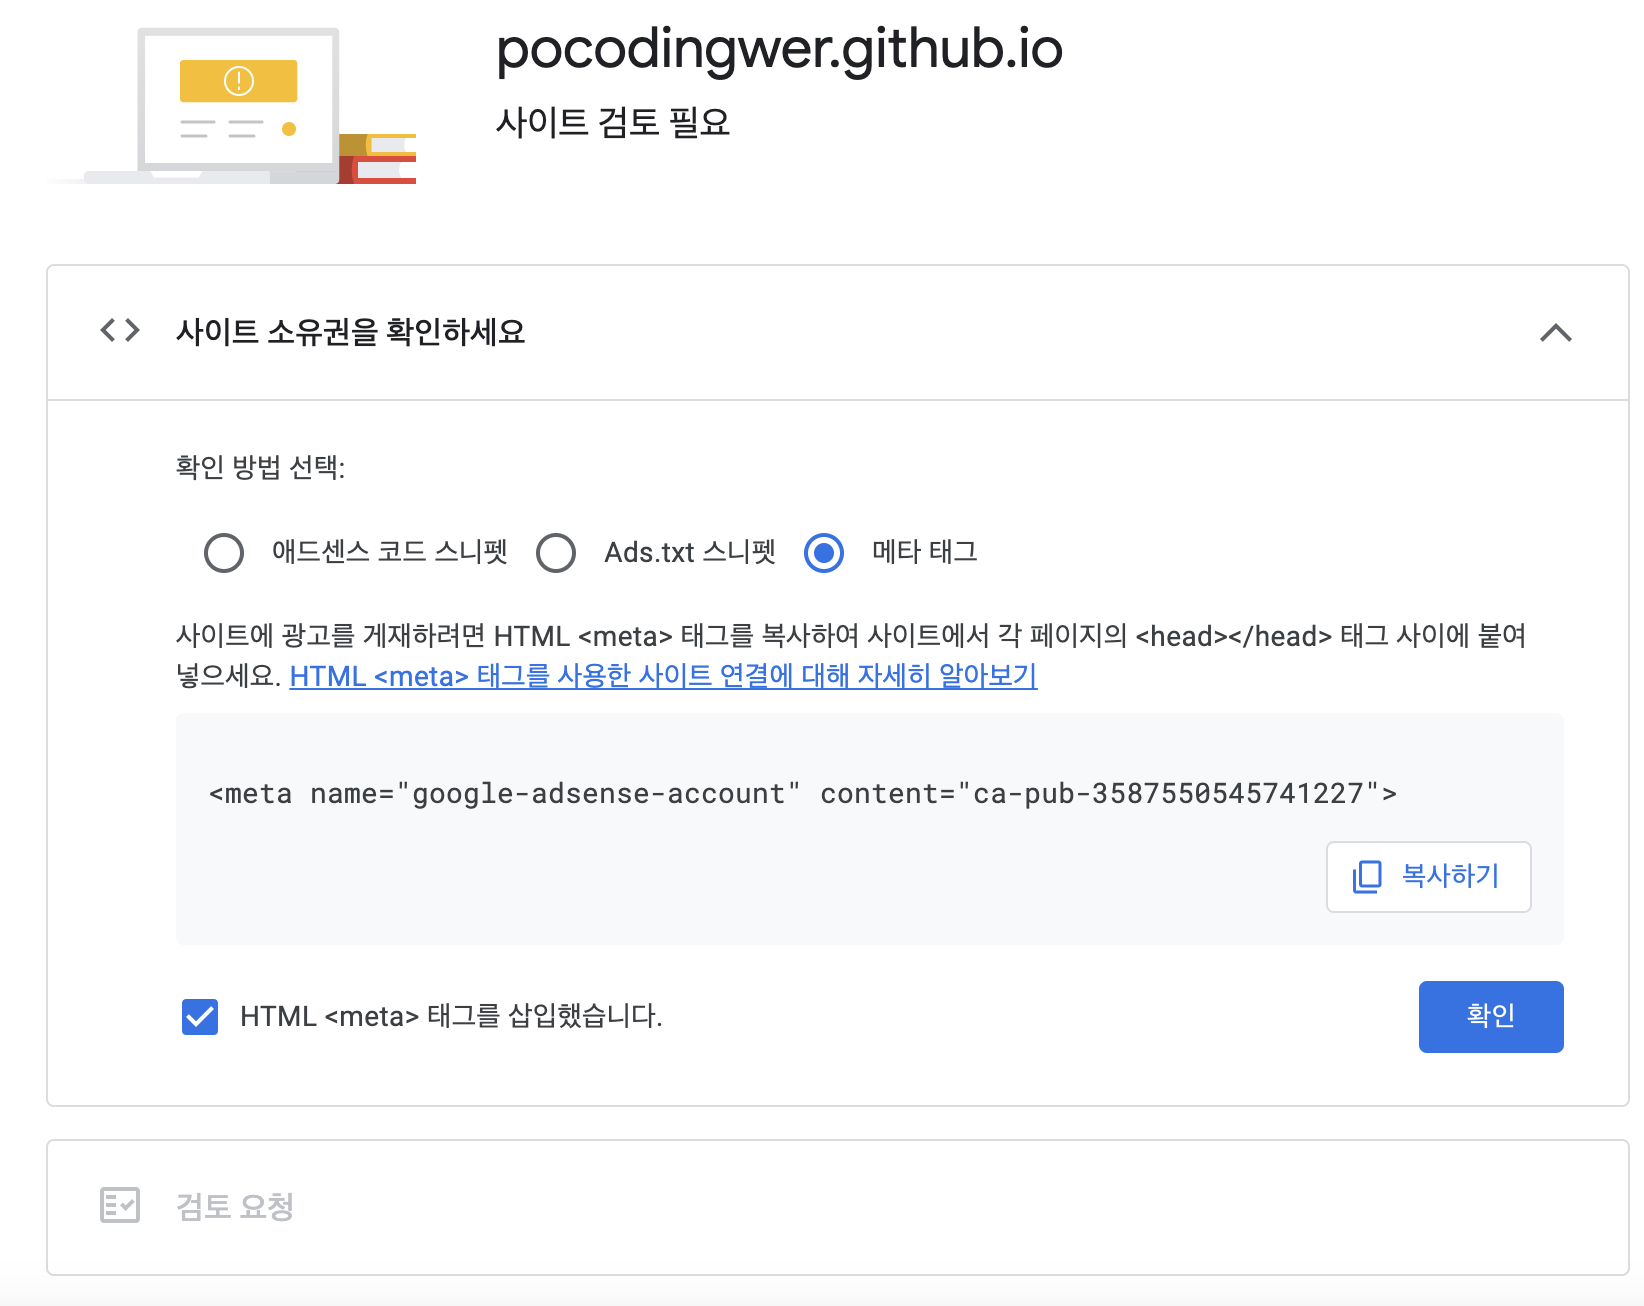 pocodingwer.github.io
사이트 검토 필요
사이트 소유권을 확인하세요
확인 방법 선택:
애드센스 코드 스니펫 Ads.txt 스니펫 메타 태그
사이트에 광고를 게재하려면 HTML <meta> 태그를 복사하여 사이트에서 각 페이지의 <head></head> 태그 사이에 붙여
넣으세요. HTML <meta> 태그를 사용한 사이트 연결에 대해 자세히 알아보기
<meta name="google-adsense-account" content="ca-pub-3587550545741227">
복사하기
HTML <meta> 태그를 삽입했습니다.
확인
검토 요청